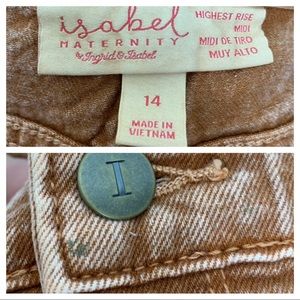 isabel
MATERNITY
by Ingrid & Isabel
HIGHEST RISE
MIDI
MIDI DE TIRO
MUY ALTO
14
MADE IN
VIETNAM
I